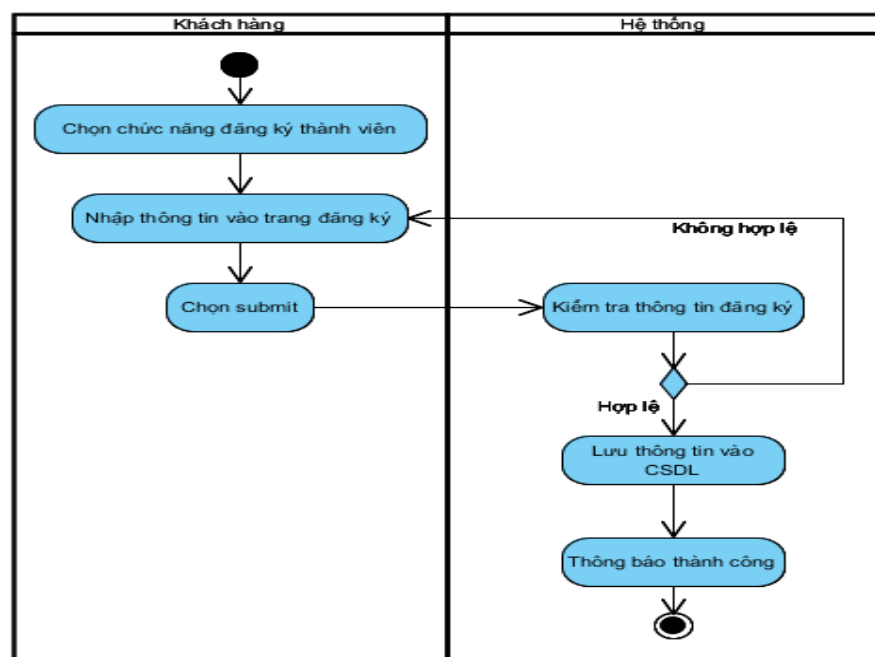 Khách hàng
Hệ thống
Chọn chức năng đăng ký thành viên
Nhập thông tin vào trang đăng ký
Không hợp lệ
Chọn submit
Kiểm tra thông tin đăng ký
Hợp lệ
Lưu thông tin vào
CSDL
Thông báo thành công